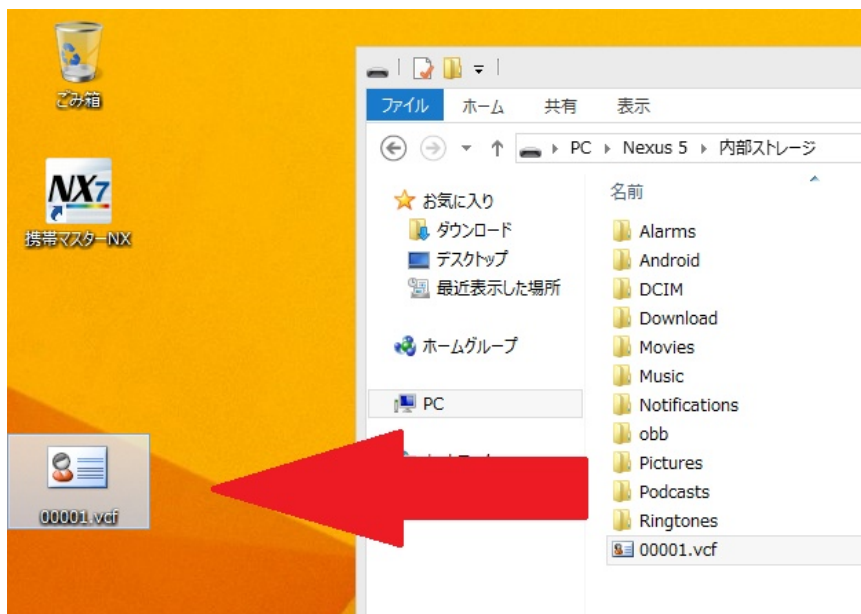 ごみ箱
NX7
携帯マスターNX
00001.vcf
ファイル ホーム 共有 表示
PC Nexus 5 内部ストレージ
お気に入り
ダウンロード
デスクトップ
最近表示した場所
ホームグループ
PC
名前
Alarms
Android
DCIM
Download
Movies
Music
Notifications
obb
Pictures
Podcasts
Ringtones
00001.vcf